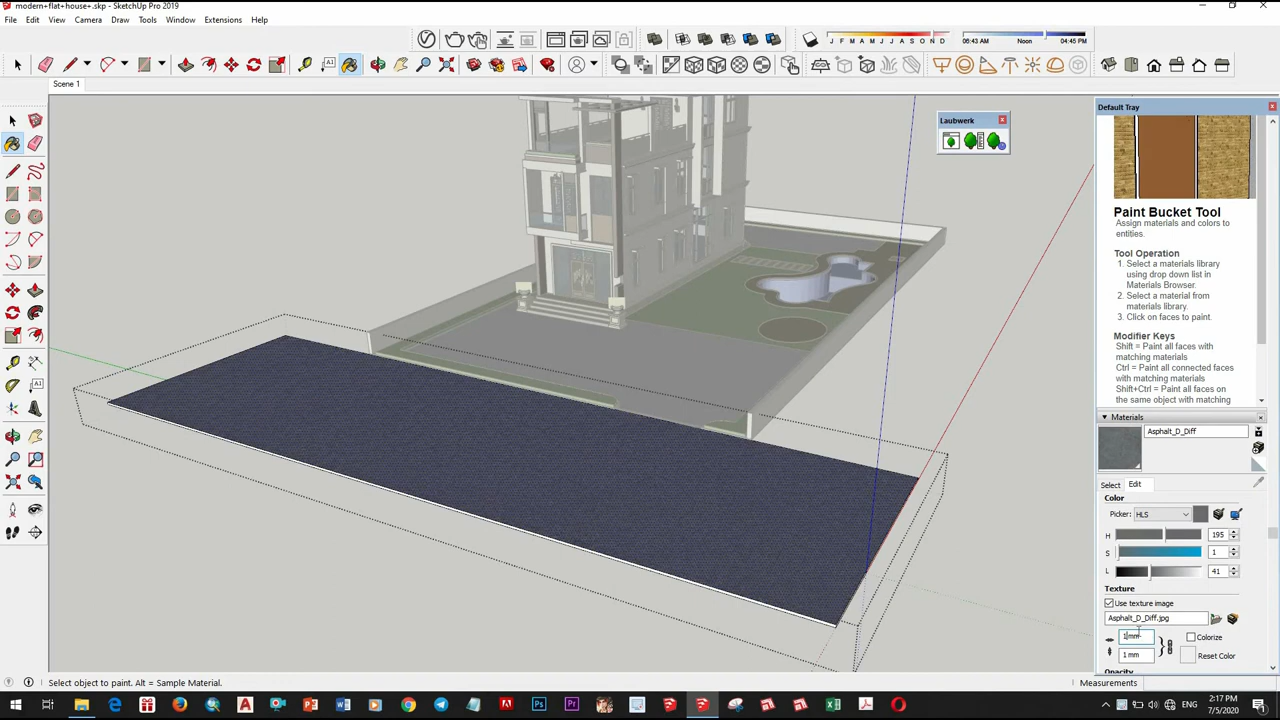 modern+flat+house+.skp - SketchUp Pro 2019
File Edit View Camera Draw Tools Window Extensions Help
J F M A M J J A S O N D
06:43 AM Noon 04:45 PM
Scene 1
Default Tray
Laubwerk
Paint Bucket Tool
Assign materials and colors to
entities.
Tool Operation
1. Select a materials library
using drop down list in
Materials Browser.
2. Select a material from
materials library.
3. Click on faces to paint.
Modifier Keys
Shift = Paint all faces with
matching materials
Ctrl = Paint all connected faces
with matching materials
Shift+Ctrl = Paint all faces on
the same object with matching
Materials
Asphalt_D_Diff
Select Edit
Color
Picker: HLS
H 195
S 1
L 41
Texture
Use texture image
Asphalt_D_Diff.jpg
1 mm Colorize
1 mm Reset Color
Opacity
Select object to paint. Alt = Sample Material. Measurements
ENG 2:17 PM
7/5/2020